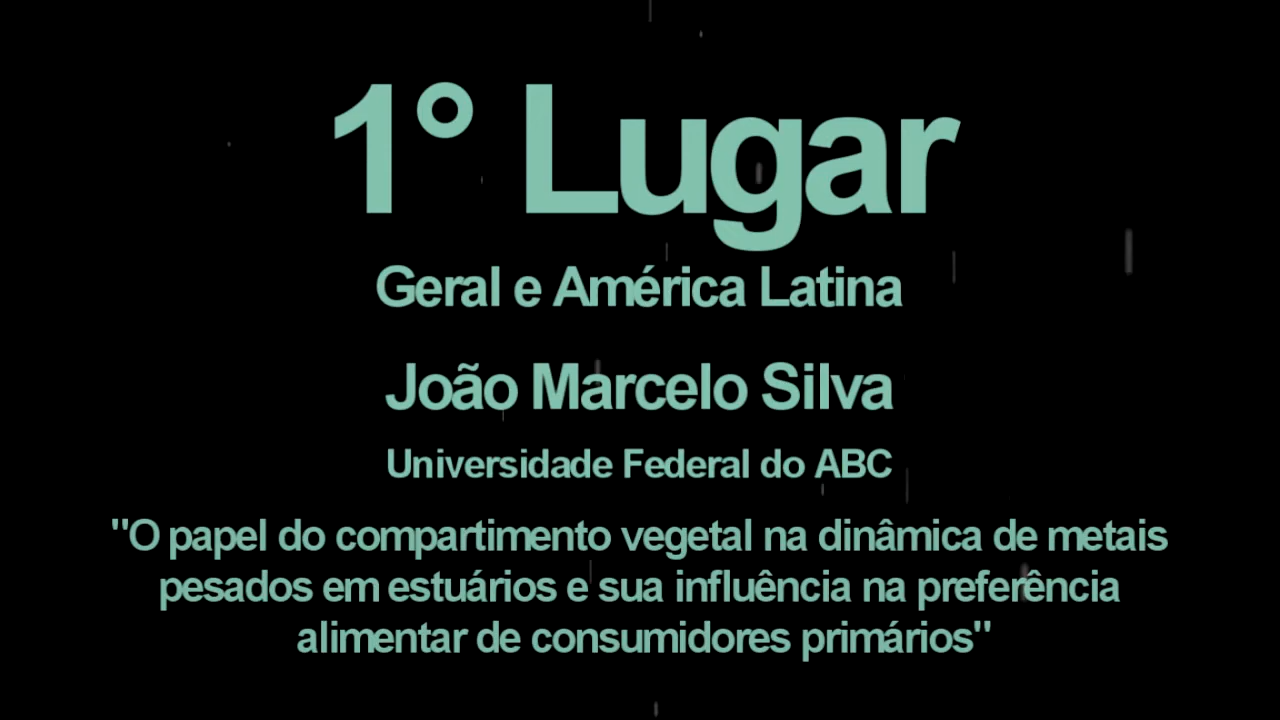 1° Lugar
Geral e América Latina
João Marcelo Silva
Universidade Federal do ABC
"O papel do compartimento vegetal na dinâmica de metais
pesados em estuários e sua influência na preferência
alimentar de consumidores primários"